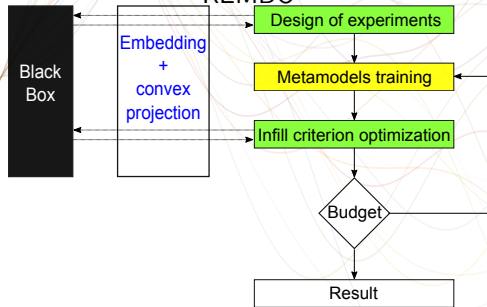 Design of experiments
Black
Box
Embedding
+
convex
projection
Metamodels training
Infill criterion optimization
Budget
Result